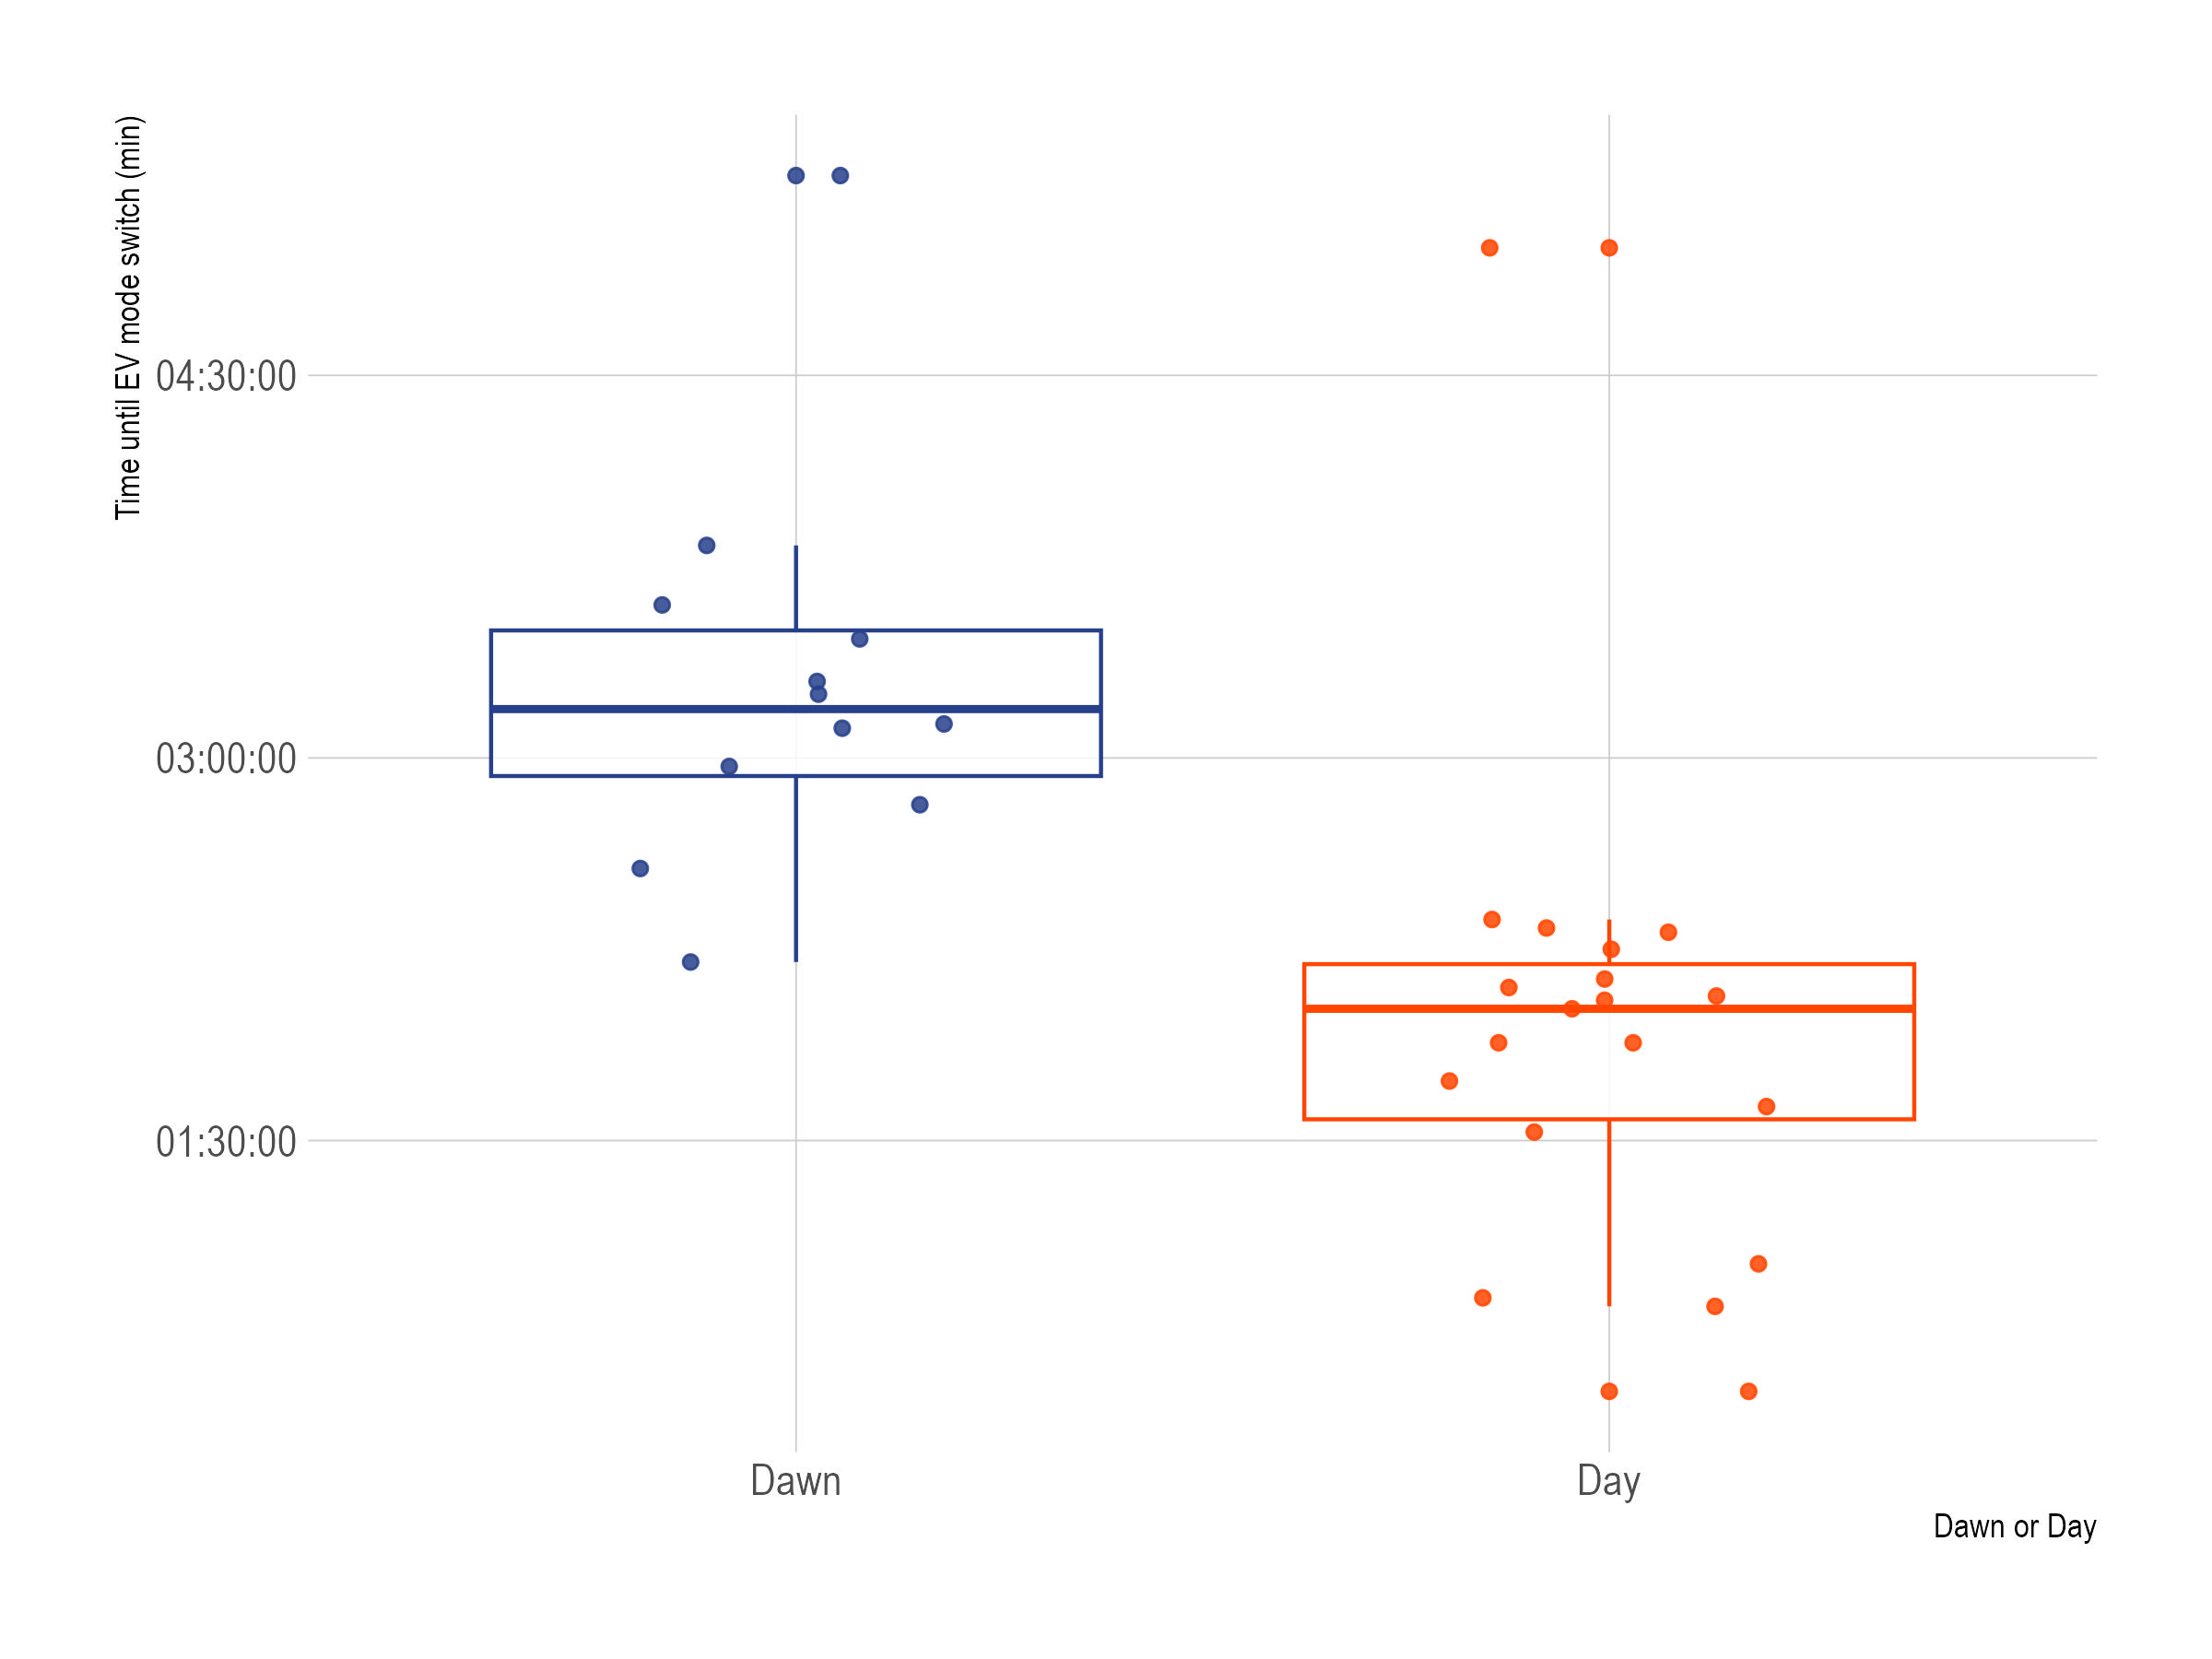 Time until EV mode switch (min)
04:30:00
03:00:00
01:30:00
Dawn
Day
Dawn or Day